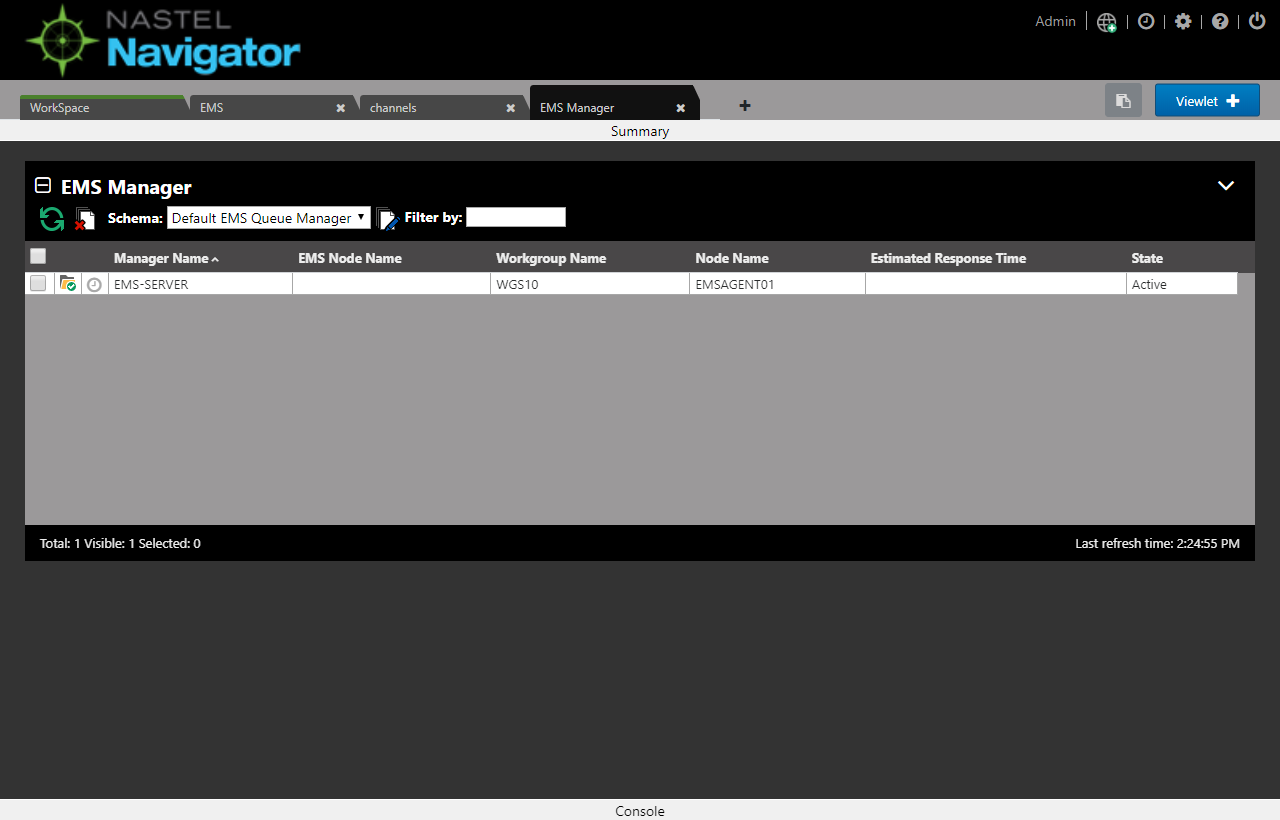 NASTEL
Navigator
Admin
WorkSpace
EMS
channels
EMS Manager
Viewlet
Summary
EMS Manager
Schema: Default EMS Queue Manager Filter by:
Manager Name EMS Node Name Workgroup Name Node Name Estimated Response Time State
EMS-SERVER WGS10 EMSAGENT01 Active
Total: 1 Visible: 1 Selected: 0 Last refresh time: 2:24:55 PM
Console